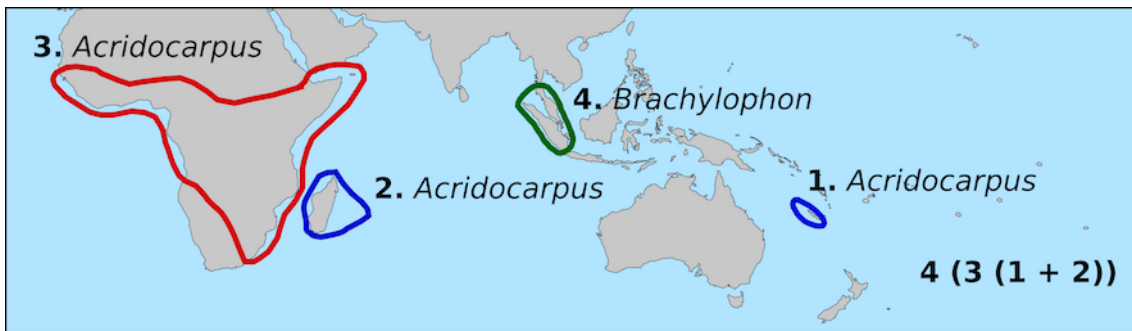 3. Acridocarpus
4. Brachylophon
2. Acridocarpus
1. Acridocarpus
4 (3 (1 + 2))